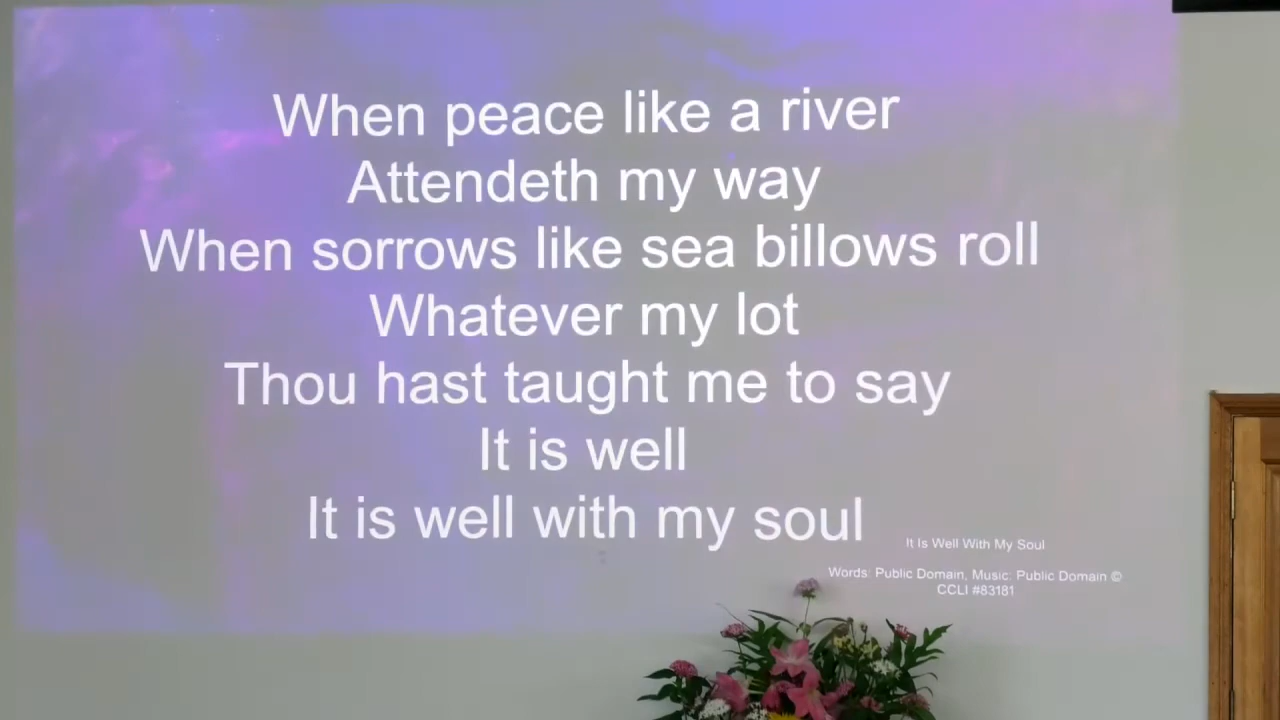 When peace like a river
Attendeth my way
When sorrows like sea billows roll
Whatever my lot
Thou hast taught me to say
It is well
It is well with my soul
It Is Well With My Soul
Words: Public Domain, Music: Public Domain ©
CCLI #83181